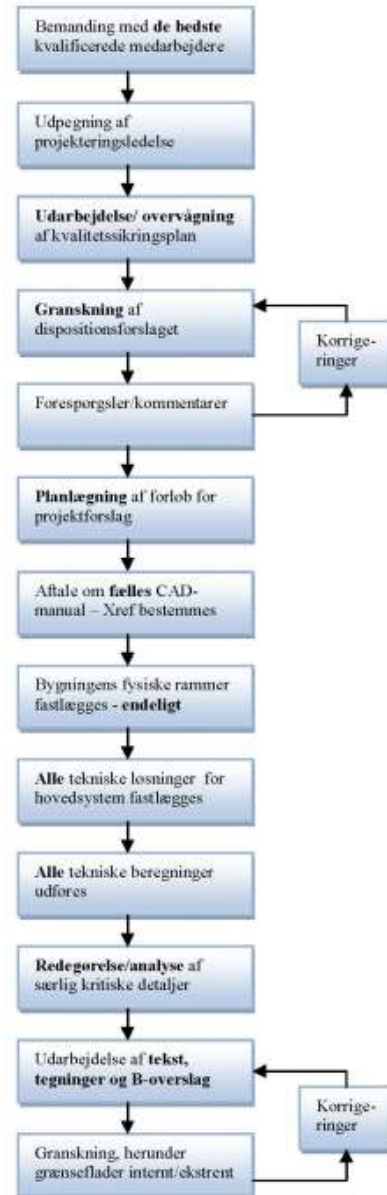 Bemanding med de bedste
kvalificerede medarbejdere
Udpegning af
projekteringsledelse
Udarbejdelse/ overvågning
af kvalitetssikringsplan
Granskning af
dispositionsforslaget
Korrige-
ringer
Forespørgsler/kommentarer
Planlægning af forløb for
projektforslag
Aftale om fælles CAD-
manual – Xref bestemmes
Bygningens fysiske rammer
fastlægges - endeligt
Alle tekniske løsninger for
hovedsystem fastlægges
Alle tekniske beregninger
udføres
Redegørelse/analyse af
særlig kritiske detaljer
Udarbejdelse af tekst,
tegninger og B-overslag
Korrige-
ringer
Granskning, herunder
grænseflader internt/ekstrent